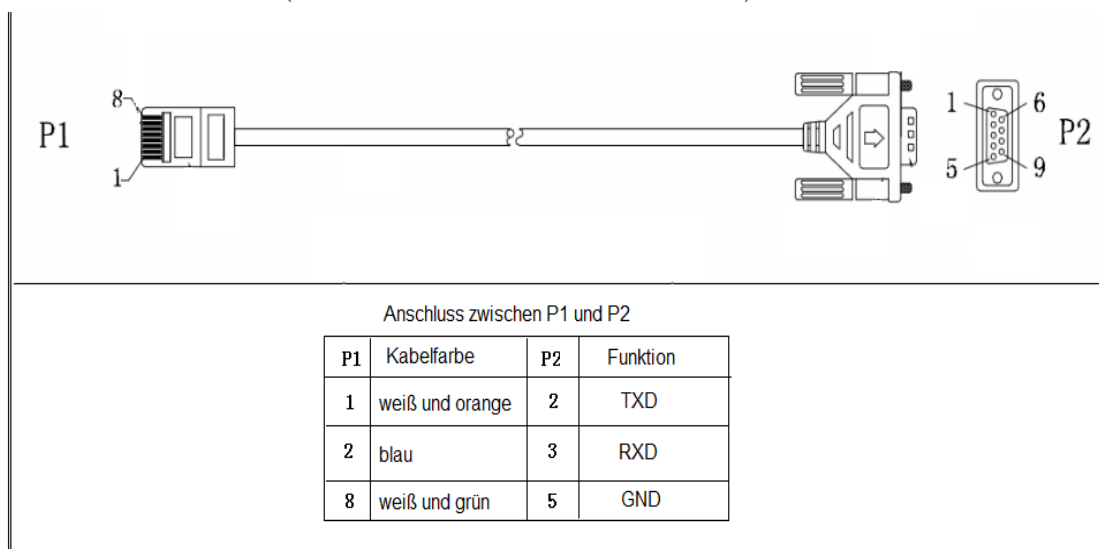 8
P1
1
1
6
P2
5
9
Anschluss zwischen P1 und P2
P1 Kabelfarbe P2 Funktion
1 weiß und orange 2 TXD
2 blau 3 RXD
8 weiß und grün 5 GND